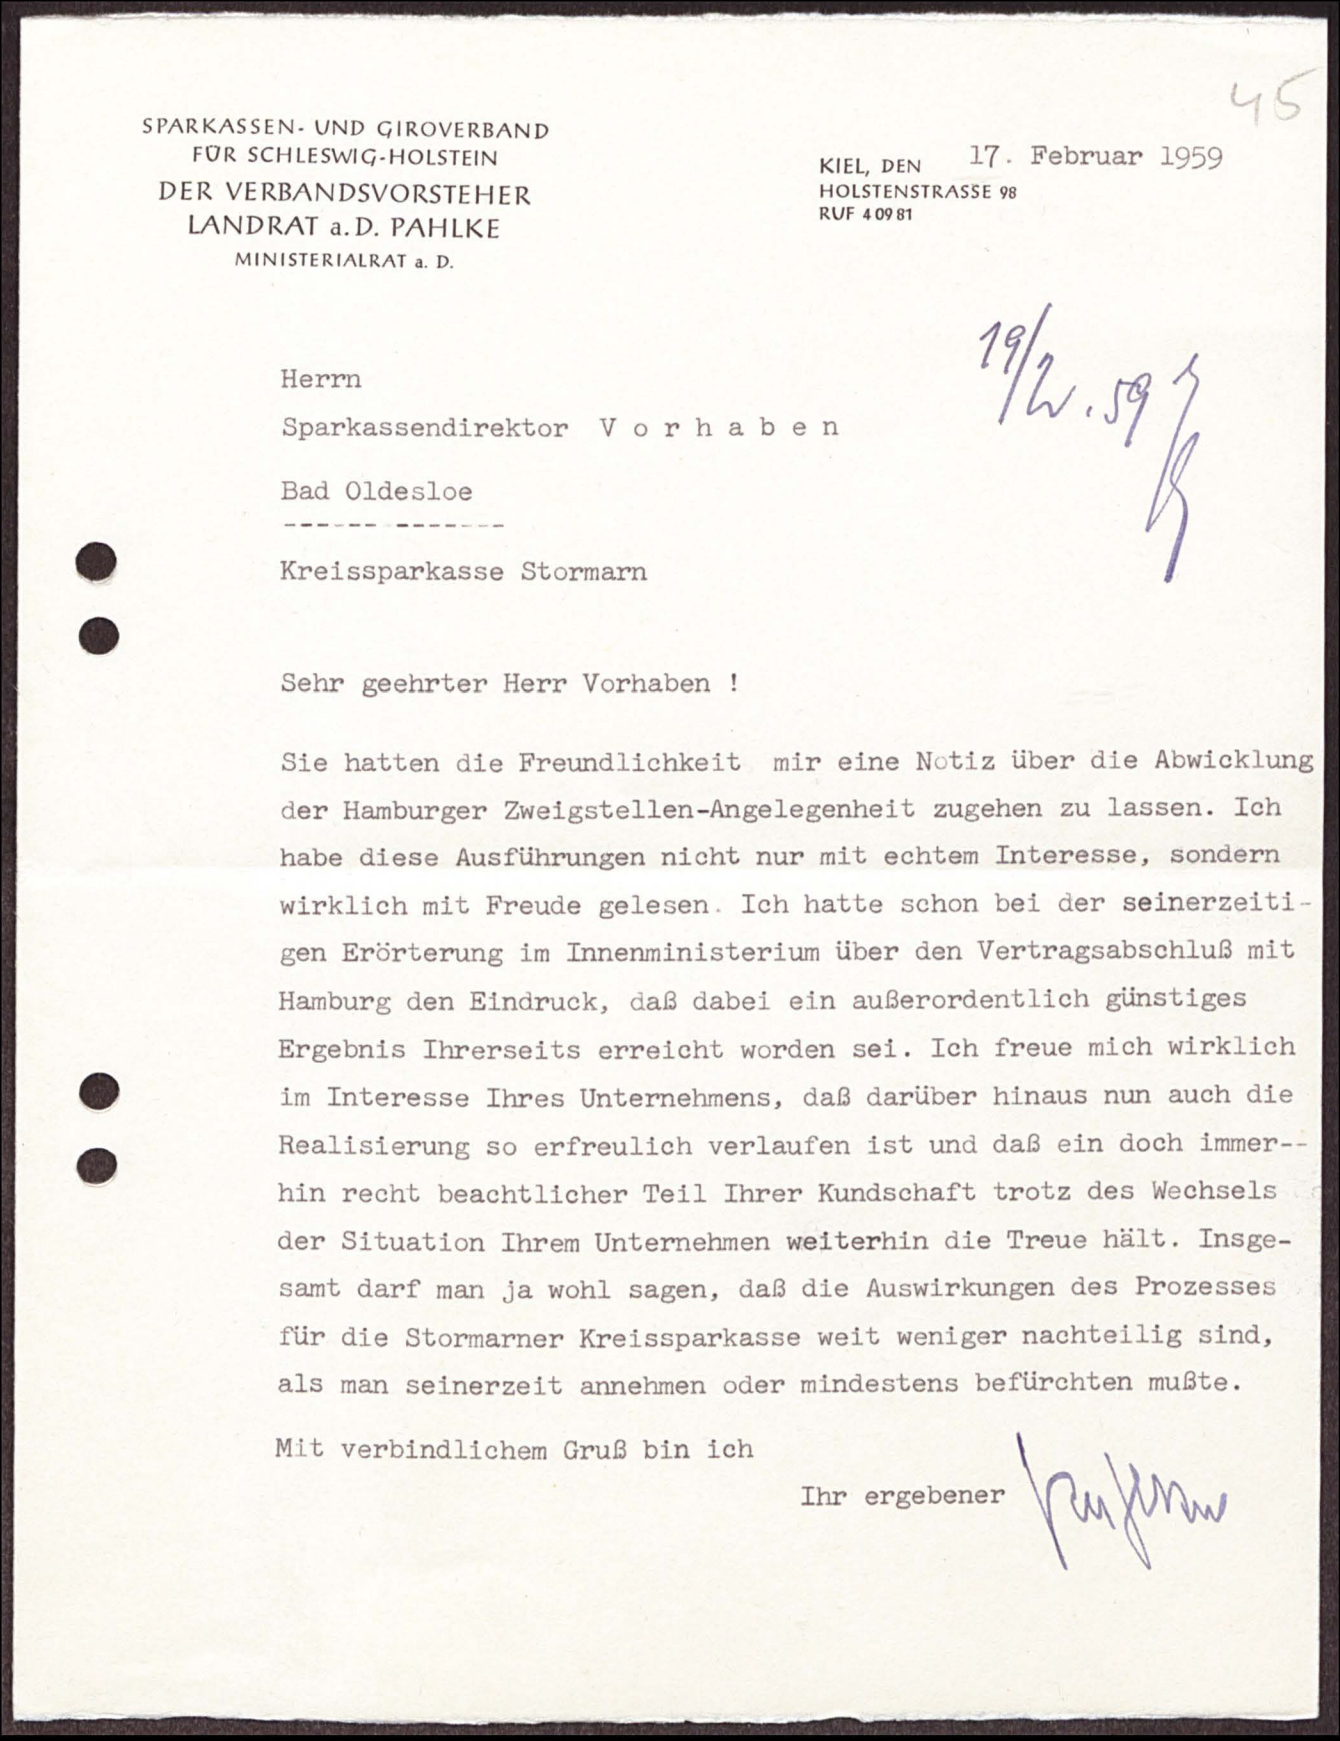 45
SPARKASSEN- UND GIROVERBAND
FÜR SCHLESWIG-HOLSTEIN
DER VERBANDSVORSTEHER
LANDRAT a. D. PAHLKE
MINISTERIALRAT a. D.
KIEL, DEN 17. Februar 1959
HOLSTENSTRASSE 98
RUF 4 09 81
19/2.59
Herrn
Sparkassendirektor V o r h a b e n
Bad Oldesloe
------ -------
Kreissparkasse Stormarn
Sehr geehrter Herr Vorhaben !
Sie hatten die Freundlichkeit mir eine Notiz über die Abwicklung
der Hamburger Zweigstellen-Angelegenheit zugehen zu lassen. Ich
habe diese Ausführungen nicht nur mit echtem Interesse, sondern
wirklich mit Freude gelesen. Ich hatte schon bei der seinerzeiti-
gen Erörterung im Innenministerium über den Vertragsabschluß mit
Hamburg den Eindruck, daß dabei ein außerordentlich günstiges
Ergebnis Ihrerseits erreicht worden sei. Ich freue mich wirklich
im Interesse Ihres Unternehmens, daß darüber hinaus nun auch die
Realisierung so erfreulich verlaufen ist und daß ein doch immer--
hin recht beachtlicher Teil Ihrer Kundschaft trotz des Wechsels
der Situation Ihrem Unternehmen weiterhin die Treue hält. Insge-
samt darf man ja wohl sagen, daß die Auswirkungen des Prozesses
für die Stormarner Kreissparkasse weit weniger nachteilig sind,
als man seinerzeit annehmen oder mindestens befürchten mußte.
Mit verbindlichem Gruß bin ich
Ihr ergebener